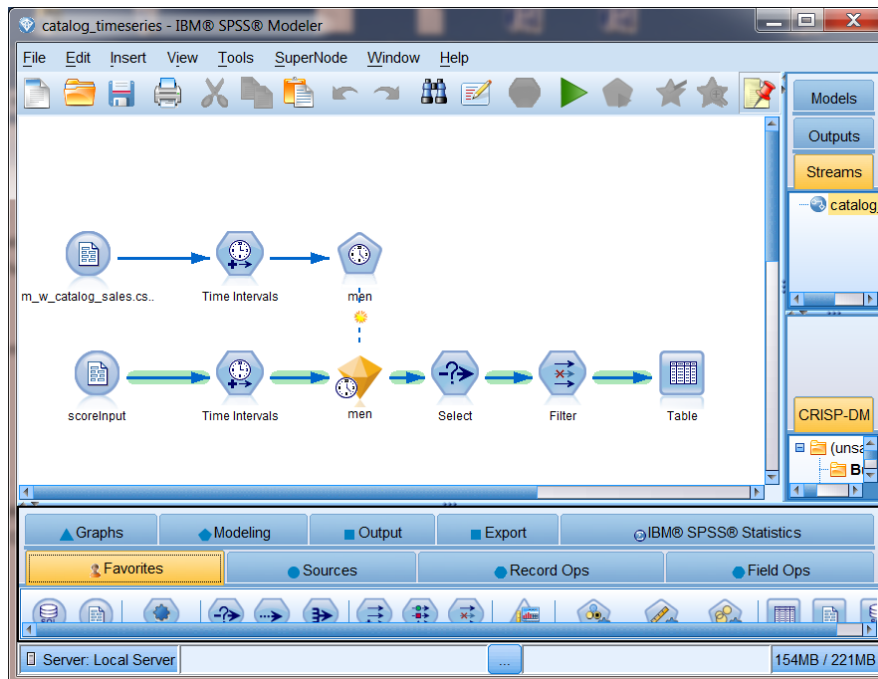 catalog_timeseries - IBM® SPSS® Modeler
File Edit Insert View Tools SuperNode Window Help
Models
Outputs
Streams
catalog_
m_w_catalog_sales.cs..
Time Intervals
men
scoreInput
Time Intervals
men
Select
Filter
Table
CRISP-DM
(unsa
Bu
Graphs Modeling Output Export IBM® SPSS® Statistics
Favorites Sources Record Ops Field Ops
SQL
Server: Local Server
...
154MB / 221MB